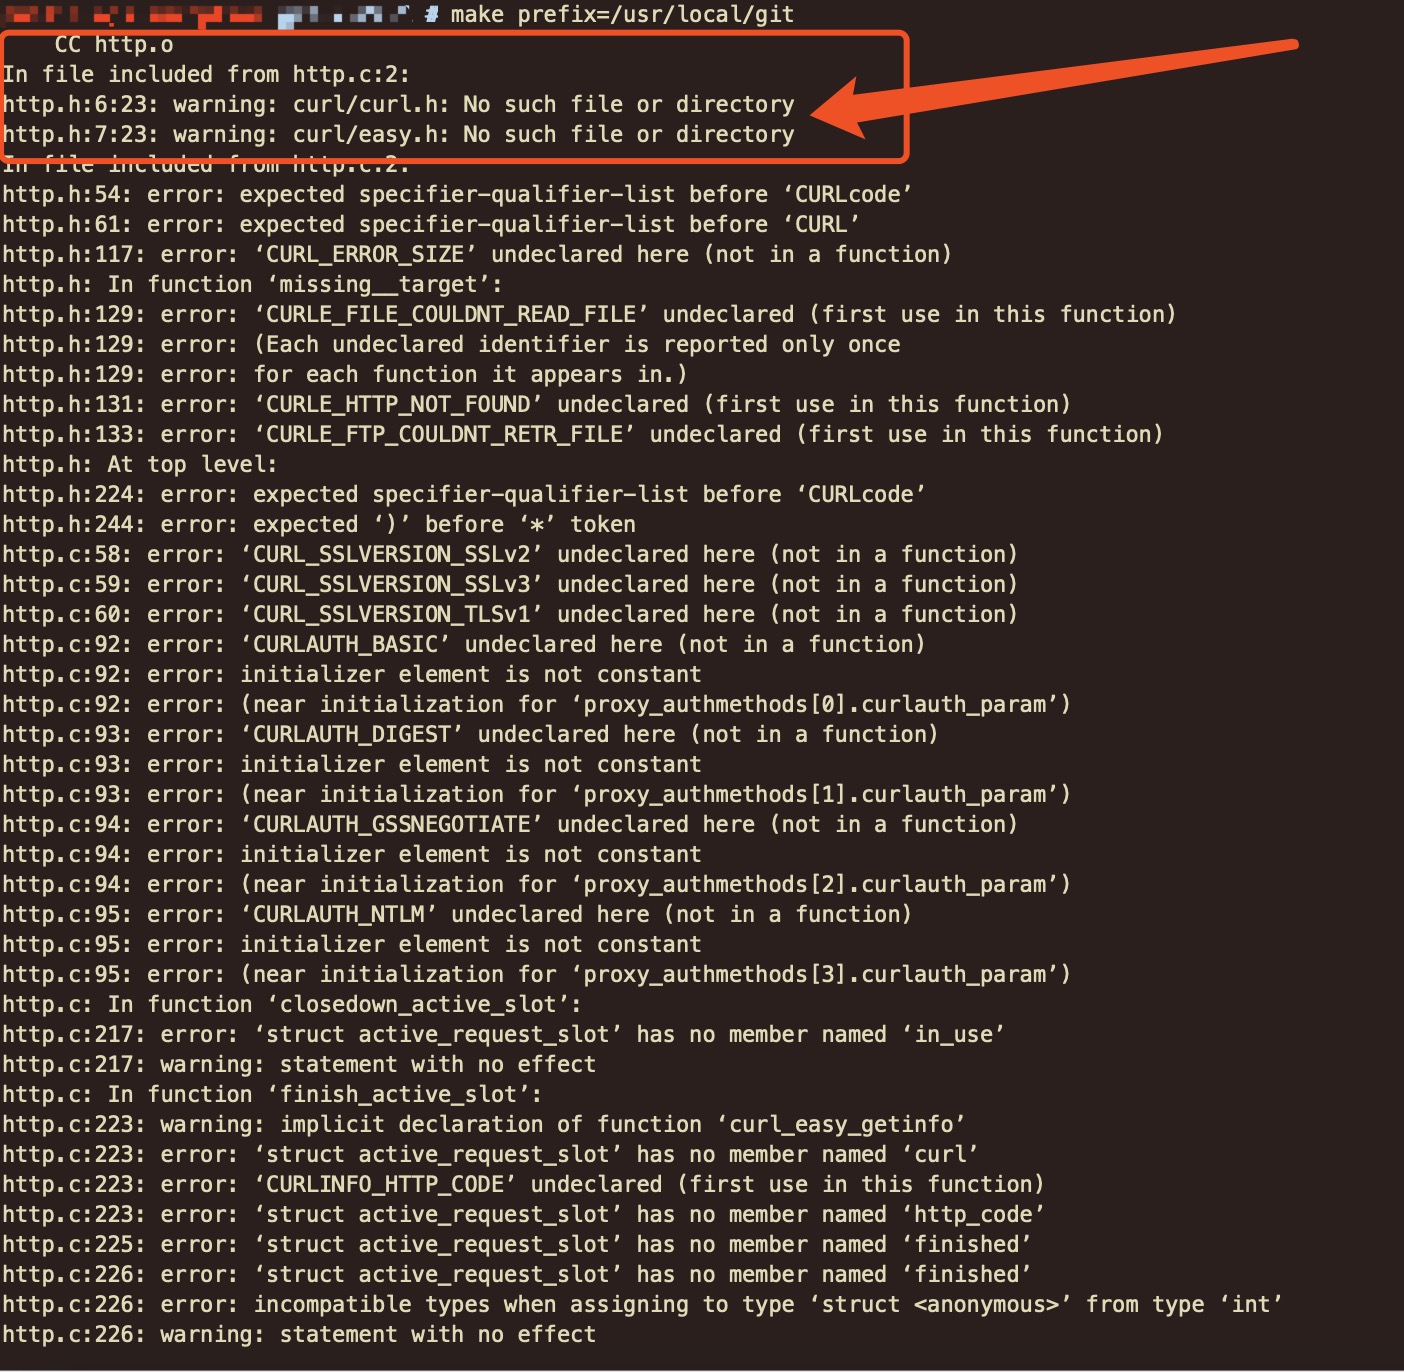 # make prefix=/usr/local/git
CC http.o
In file included from http.c:2:
http.h:6:23: warning: curl/curl.h: No such file or directory
http.h:7:23: warning: curl/easy.h: No such file or directory
In file included from http.c:2:
http.h:54: error: expected specifier-qualifier-list before ‘CURLcode’
http.h:61: error: expected specifier-qualifier-list before ‘CURL’
http.h:117: error: ‘CURL_ERROR_SIZE’ undeclared here (not in a function)
http.h: In function ‘missing__target’:
http.h:129: error: ‘CURLE_FILE_COULDNT_READ_FILE’ undeclared (first use in this function)
http.h:129: error: (Each undeclared identifier is reported only once
http.h:129: error: for each function it appears in.)
http.h:131: error: ‘CURLE_HTTP_NOT_FOUND’ undeclared (first use in this function)
http.h:133: error: ‘CURLE_FTP_COULDNT_RETR_FILE’ undeclared (first use in this function)
http.h: At top level:
http.h:224: error: expected specifier-qualifier-list before ‘CURLcode’
http.h:244: error: expected ‘)’ before ‘*’ token
http.c:58: error: ‘CURL_SSLVERSION_SSLv2’ undeclared here (not in a function)
http.c:59: error: ‘CURL_SSLVERSION_SSLv3’ undeclared here (not in a function)
http.c:60: error: ‘CURL_SSLVERSION_TLSv1’ undeclared here (not in a function)
http.c:92: error: ‘CURLAUTH_BASIC’ undeclared here (not in a function)
http.c:92: error: initializer element is not constant
http.c:92: error: (near initialization for ‘proxy_authmethods[0].curlauth_param’)
http.c:93: error: ‘CURLAUTH_DIGEST’ undeclared here (not in a function)
http.c:93: error: initializer element is not constant
http.c:93: error: (near initialization for ‘proxy_authmethods[1].curlauth_param’)
http.c:94: error: ‘CURLAUTH_GSSNEGOTIATE’ undeclared here (not in a function)
http.c:94: error: initializer element is not constant
http.c:94: error: (near initialization for ‘proxy_authmethods[2].curlauth_param’)
http.c:95: error: ‘CURLAUTH_NTLM’ undeclared here (not in a function)
http.c:95: error: initializer element is not constant
http.c:95: error: (near initialization for ‘proxy_authmethods[3].curlauth_param’)
http.c: In function ‘closedown_active_slot’:
http.c:217: error: ‘struct active_request_slot’ has no member named ‘in_use’
http.c:217: warning: statement with no effect
http.c: In function ‘finish_active_slot’:
http.c:223: warning: implicit declaration of function ‘curl_easy_getinfo’
http.c:223: error: ‘struct active_request_slot’ has no member named ‘curl’
http.c:223: error: ‘CURLINFO_HTTP_CODE’ undeclared (first use in this function)
http.c:223: error: ‘struct active_request_slot’ has no member named ‘http_code’
http.c:225: error: ‘struct active_request_slot’ has no member named ‘finished’
http.c:226: error: ‘struct active_request_slot’ has no member named ‘finished’
http.c:226: error: incompatible types when assigning to type ‘struct <anonymous>’ from type ‘int’
http.c:226: warning: statement with no effect